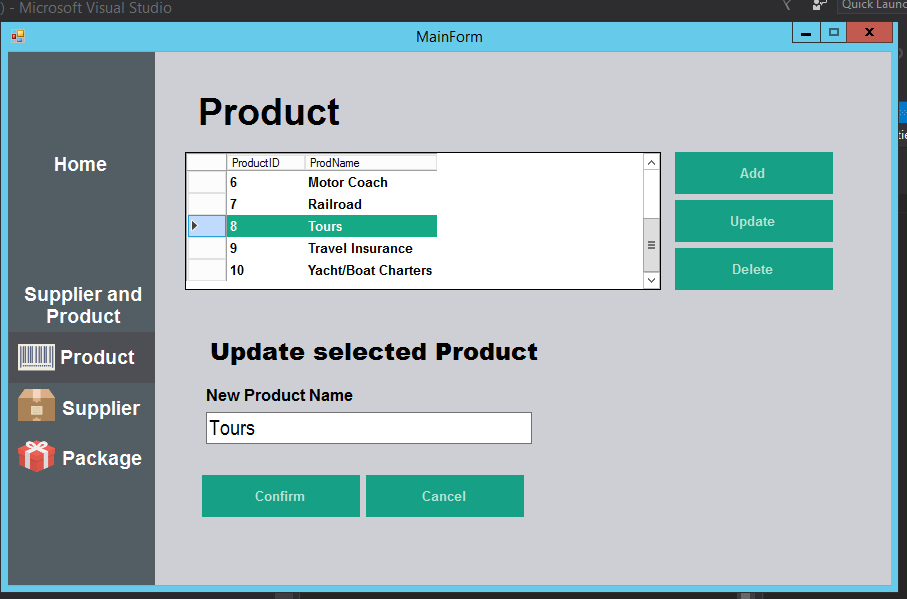 ) - Microsoft Visual Studio
Quick Launc
MainForm
Home
Supplier and
Product
Product
Supplier
Package
Product
ProductID ProdName
6 Motor Coach
7 Railroad
8 Tours
9 Travel Insurance
10 Yacht/Boat Charters
Add
Update
Delete
Update selected Product
New Product Name
Tours
Confirm Cancel